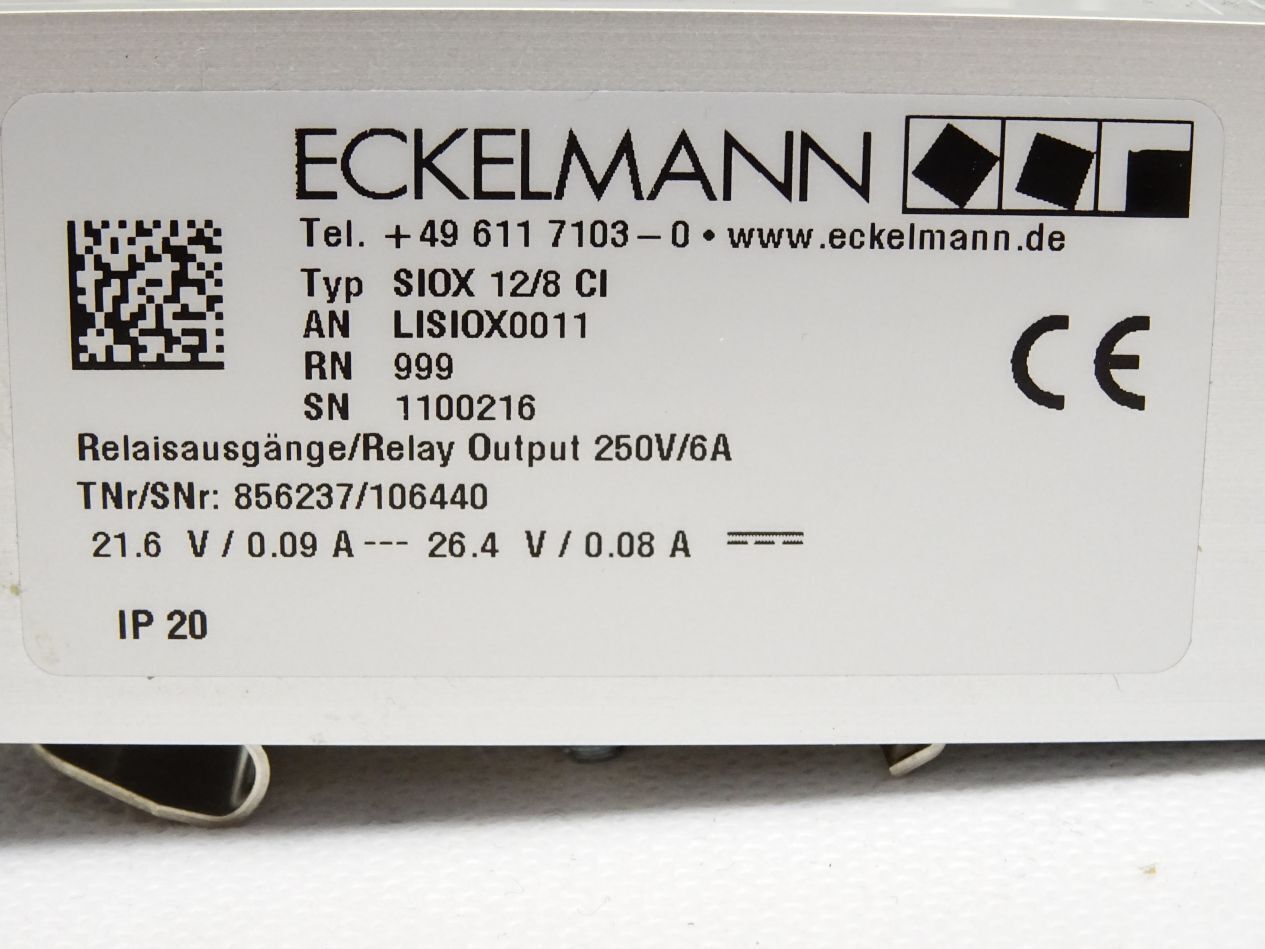 ECKELMANN
Tel. +49 611 7103-0 • www.eckelmann.de
Typ SIOX 12/8 CI
AN LISIOX0011
RN 999
SN 1100216
Relaisausgänge/Relay Output 250V/6A
TNr/SNr: 856237/106440
21.6 V / 0.09 A --- 26.4 V / 0.08 A
IP 20
CE